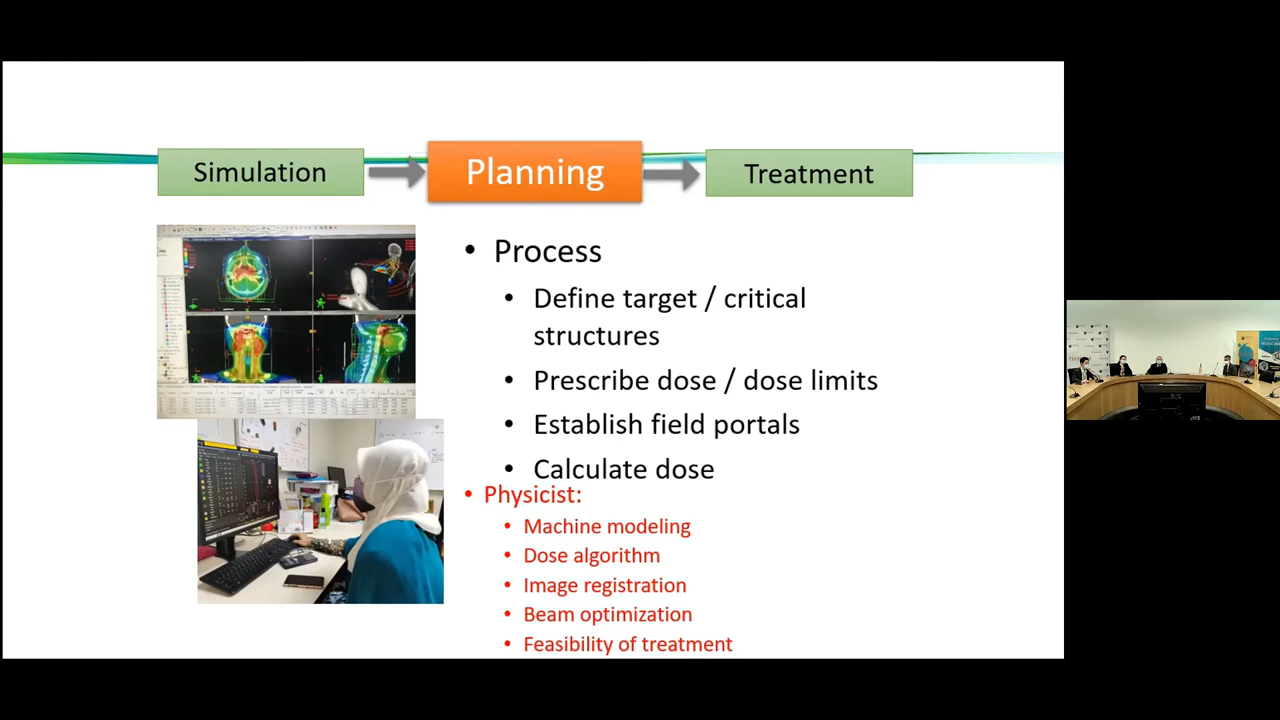 Simulation
Planning
Treatment
• Process
• Define target / critical
structures
• Prescribe dose / dose limits
• Establish field portals
• Calculate dose
• Physicist:
• Machine modeling
• Dose algorithm
• Image registration
• Beam optimization
• Feasibility of treatment